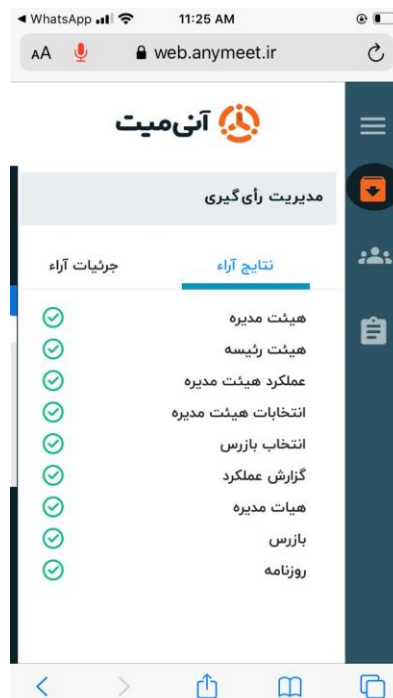 WhatsApp
11:25 AM
AA
web.anymeet.ir
آنی‌میت
مدیریت رأی‌گیری
نتایج آراء
جرئیات آراء
هیئت مدیره
هیئت رئیسه
عملکرد هیئت مدیره
انتخابات هیئت مدیره
انتخاب بازرس
گزارش عملکرد
هیات مدیره
بازرس
روزنامه